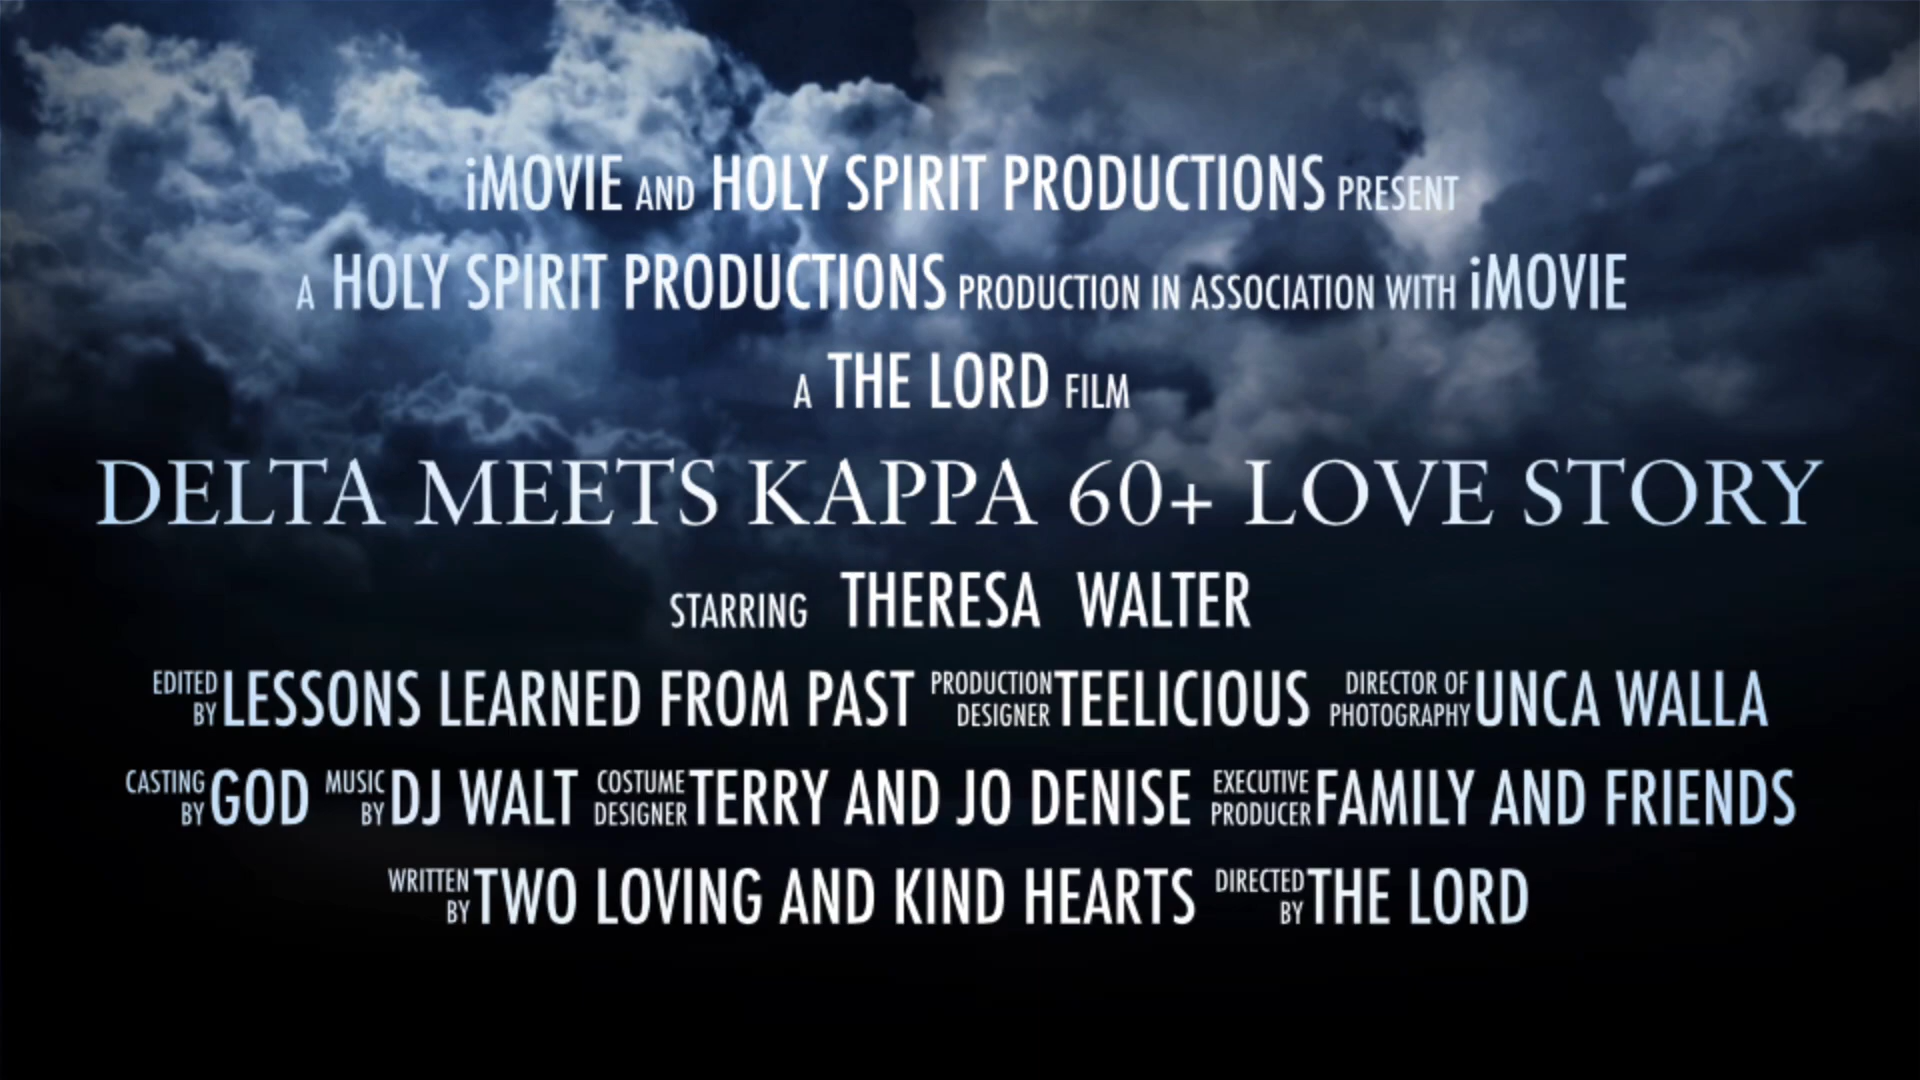 iMOVIE AND HOLY SPIRIT PRODUCTIONS PRESENT
A HOLY SPIRIT PRODUCTIONS PRODUCTION IN ASSOCIATION WITH iMOVIE
A THE LORD FILM
DELTA MEETS KAPPA 60+ LOVE STORY
STARRING THERESA WALTER
EDITED BY LESSONS LEARNED FROM PAST PRODUCTION DESIGNER TEELICIOUS DIRECTOR OF PHOTOGRAPHY UNCA WALLA
CASTING BY GOD MUSIC BY DJ WALT COSTUME DESIGNER TERRY AND JO DENISE EXECUTIVE PRODUCER FAMILY AND FRIENDS
WRITTEN BY TWO LOVING AND KIND HEARTS DIRECTED BY THE LORD